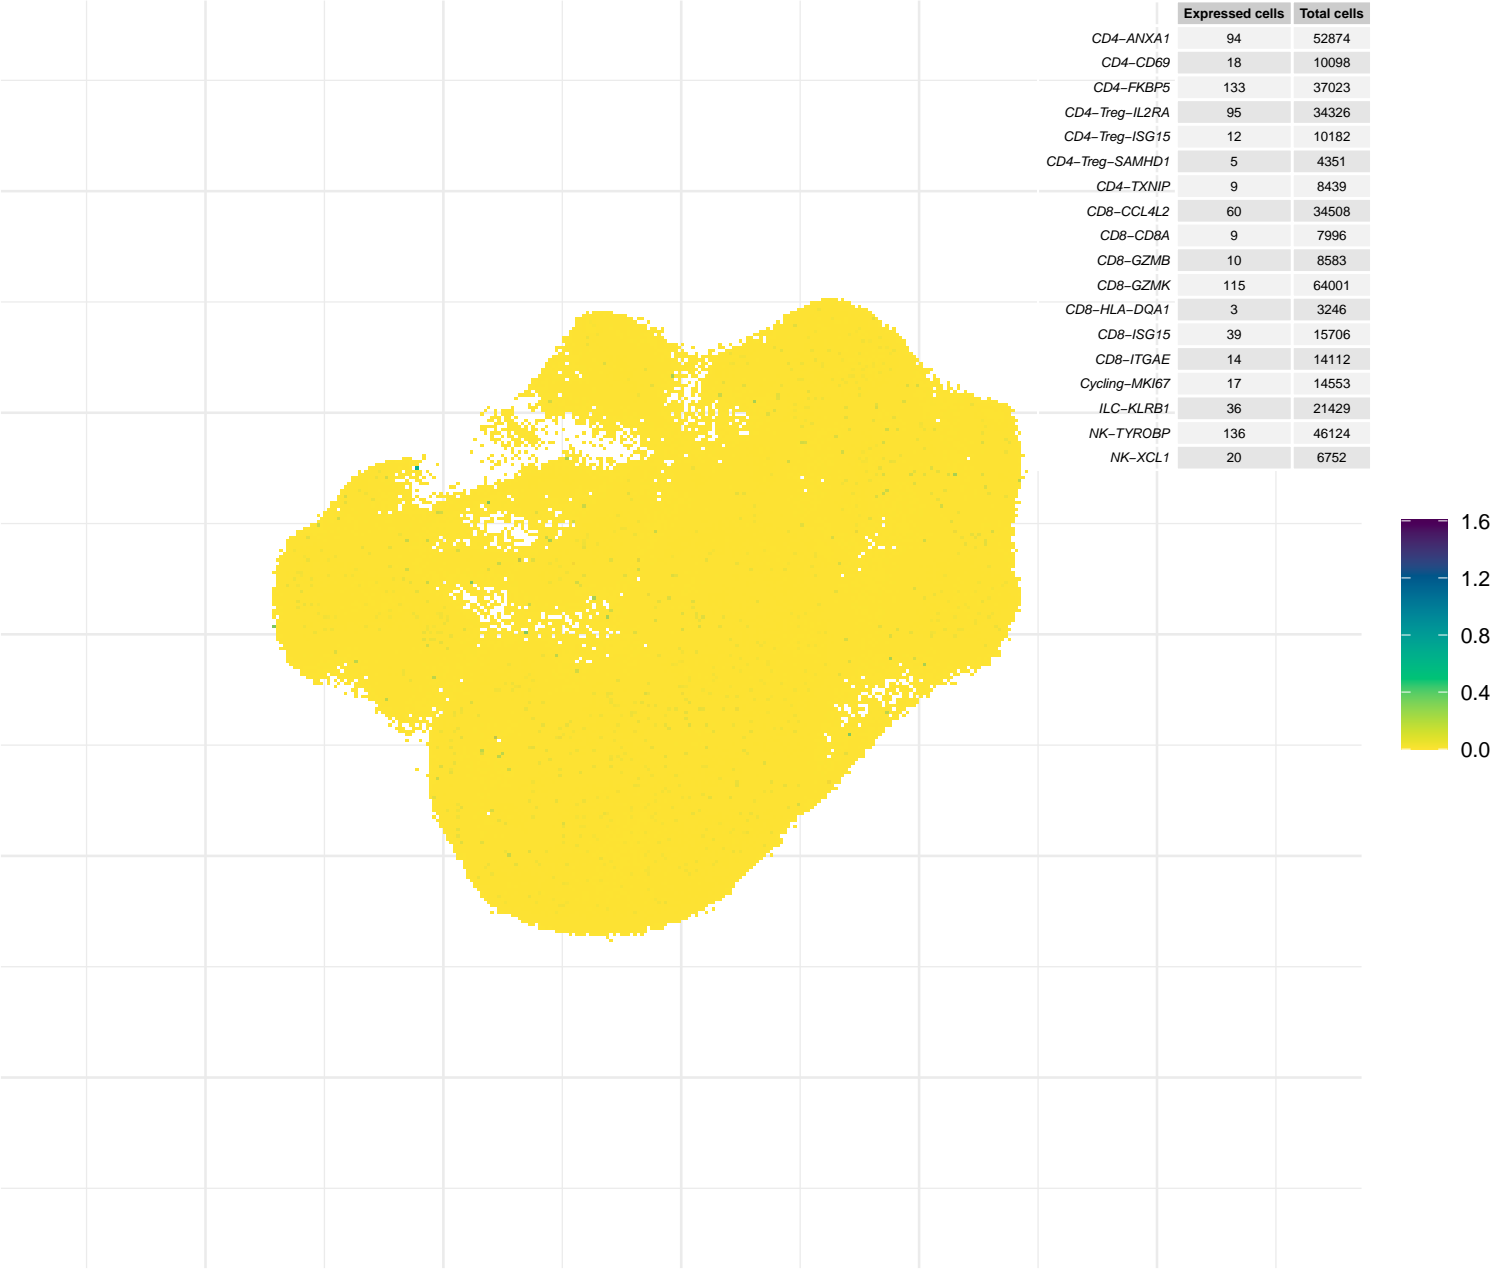 Expressed cells Total cells
CD4−ANXA1 94 52874
CD4−CD69 18 10098
CD4−FKBP5 133 37023
CD4−Treg−IL2RA 95 34326
CD4−Treg−ISG15 12 10182
CD4−Treg−SAMHD1 5 4351
CD4−TXNIP 9 8439
CD8−CCL4L2 60 34508
CD8−CD8A 9 7996
CD8−GZMB 10 8583
CD8−GZMK 115 64001
CD8−HLA−DQA1 3 3246
CD8−ISG15 39 15706
CD8−ITGAE 14 14112
Cycling−MKI67 17 14553
ILC−KLRB1 36 21429
NK−TYROBP 136 46124
NK−XCL1 20 6752
1.6
1.2
0.8
0.4
0.0